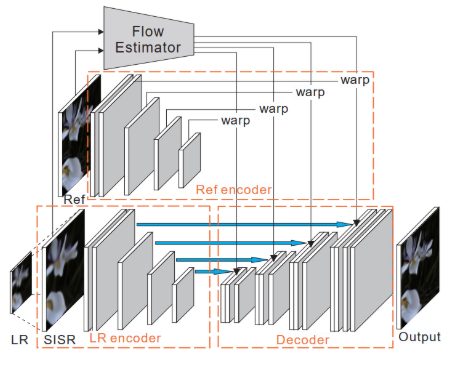 Flow
Estimator
warp
warp
warp
warp
Ref encoder
Ref
LR
SISR
LR encoder
Decoder
Output